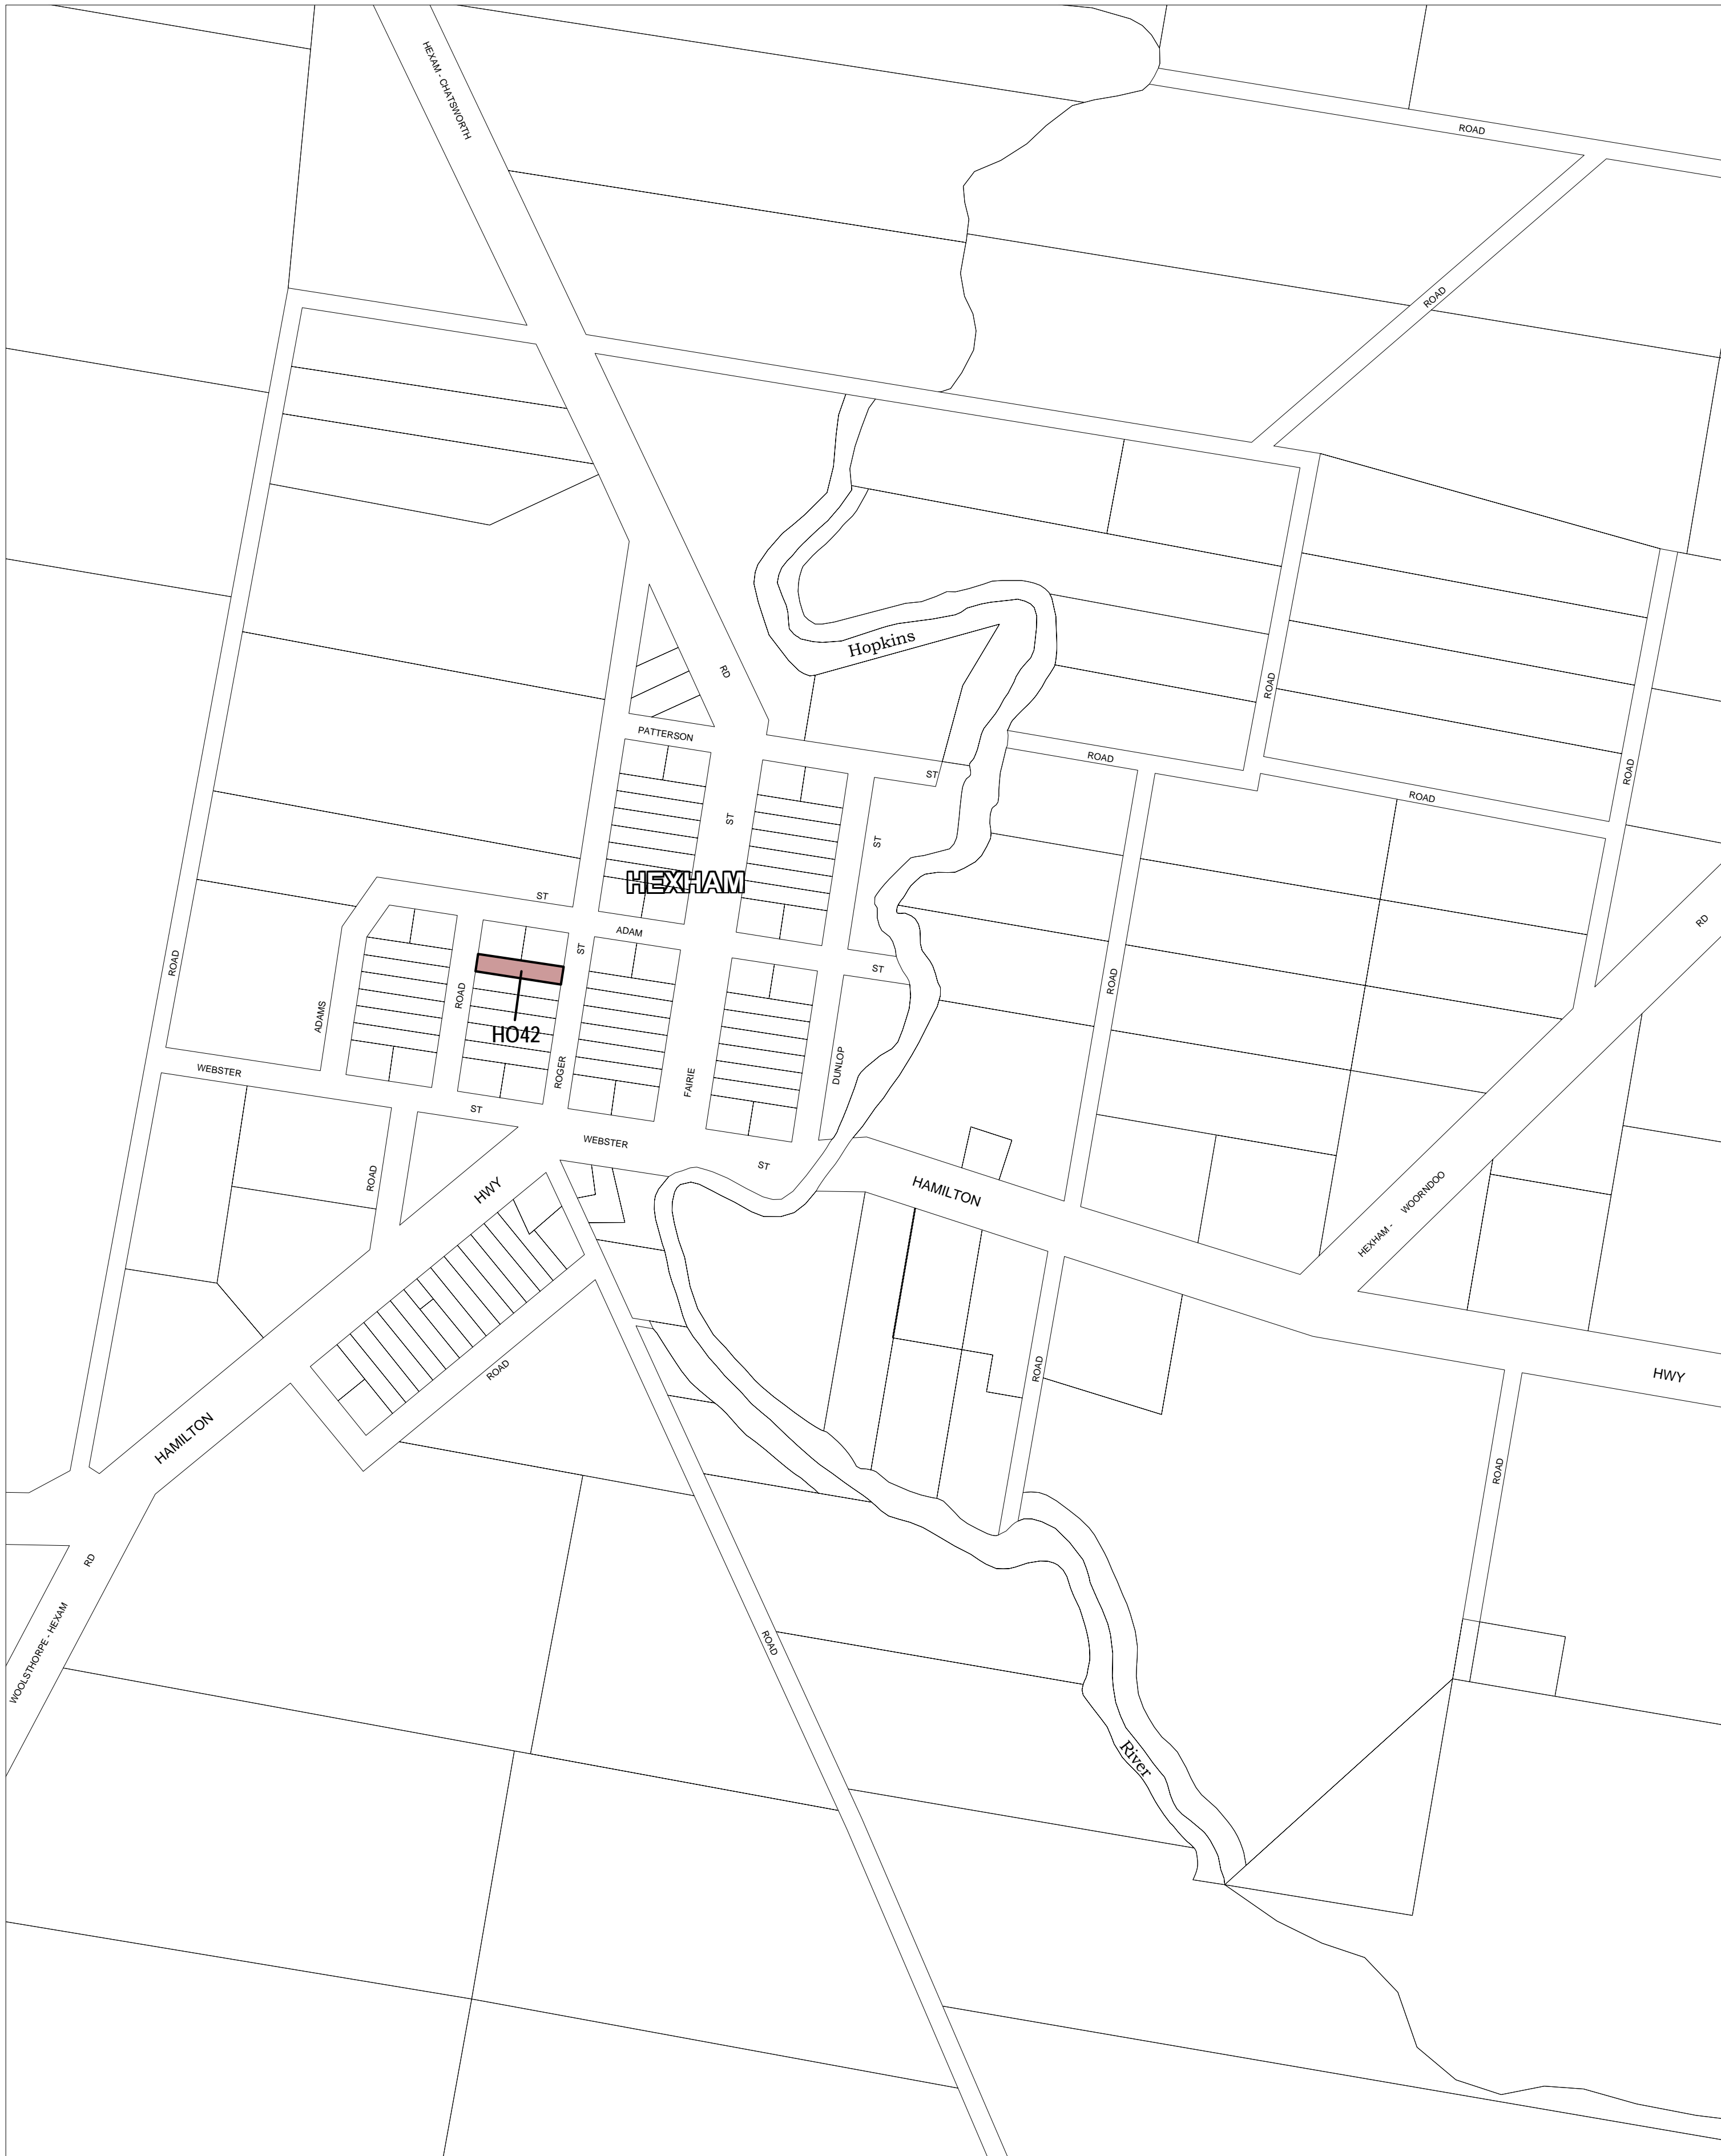 HEXAM - CHATSWORTH
ROAD
ROAD
Hopkins
RD
ROAD
PATTERSON
ROAD
ST
ROAD
ROAD
ST
ST
HEXHAM
ST
RD
ADAM
ST
ROAD
ST
ROAD
ROAD
ADAMS
HO42
ROGER
FAIRIE
DUNLOP
WEBSTER
ST
WEBSTER
ST
ROAD
HWY
HAMILTON
HEXHAM - WOORNDOO
ROAD
ROAD
HWY
HAMILTON
ROAD
RD
WOOLSTHORPE - HEXAM
ROAD
River